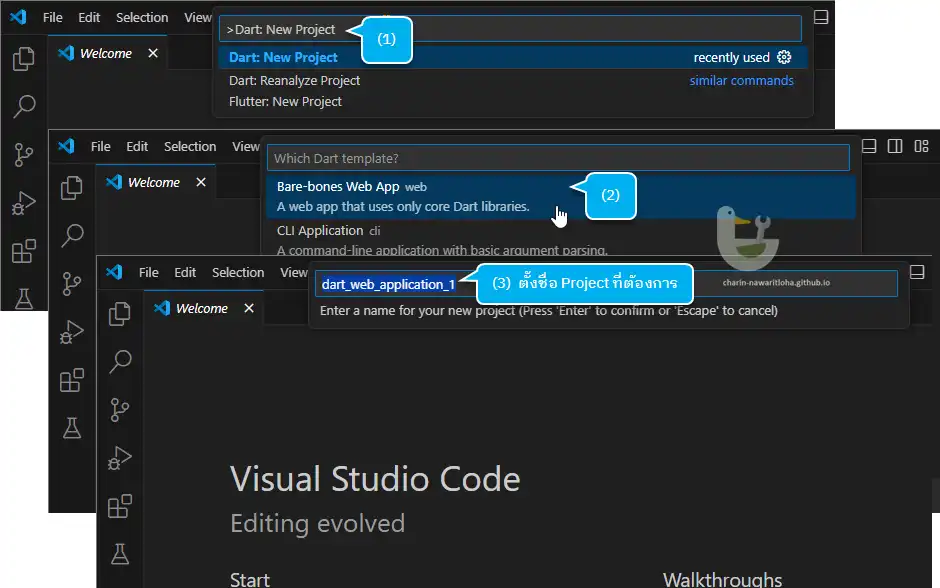 File Edit Selection View
>Dart: New Project
(1)
Welcome
Dart: New Project recently used
Dart: Reanalyze Project similar commands
Flutter: New Project
File Edit Selection View
Which Dart template?
Welcome
Bare-bones Web App web
(2)
A web app that uses only core Dart libraries.
CLI Application cli
A command-line application with basic argument parsing.
File Edit Selection View
dart_web_application_1
(3) ตั้งชื่อ Project ที่ต้องการ
charin-nawaritloha.github.io
Welcome
Enter a name for your new project (Press 'Enter' to confirm or 'Escape' to cancel)
Visual Studio Code
Editing evolved
Start Walkthroughs